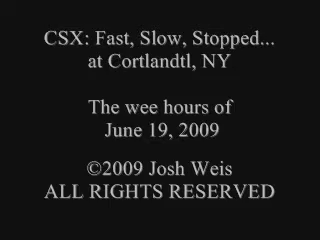 CSX: Fast, Slow, Stopped...
at Cortlandtl, NY
The wee hours of
June 19, 2009
©2009 Josh Weis
ALL RIGHTS RESERVED